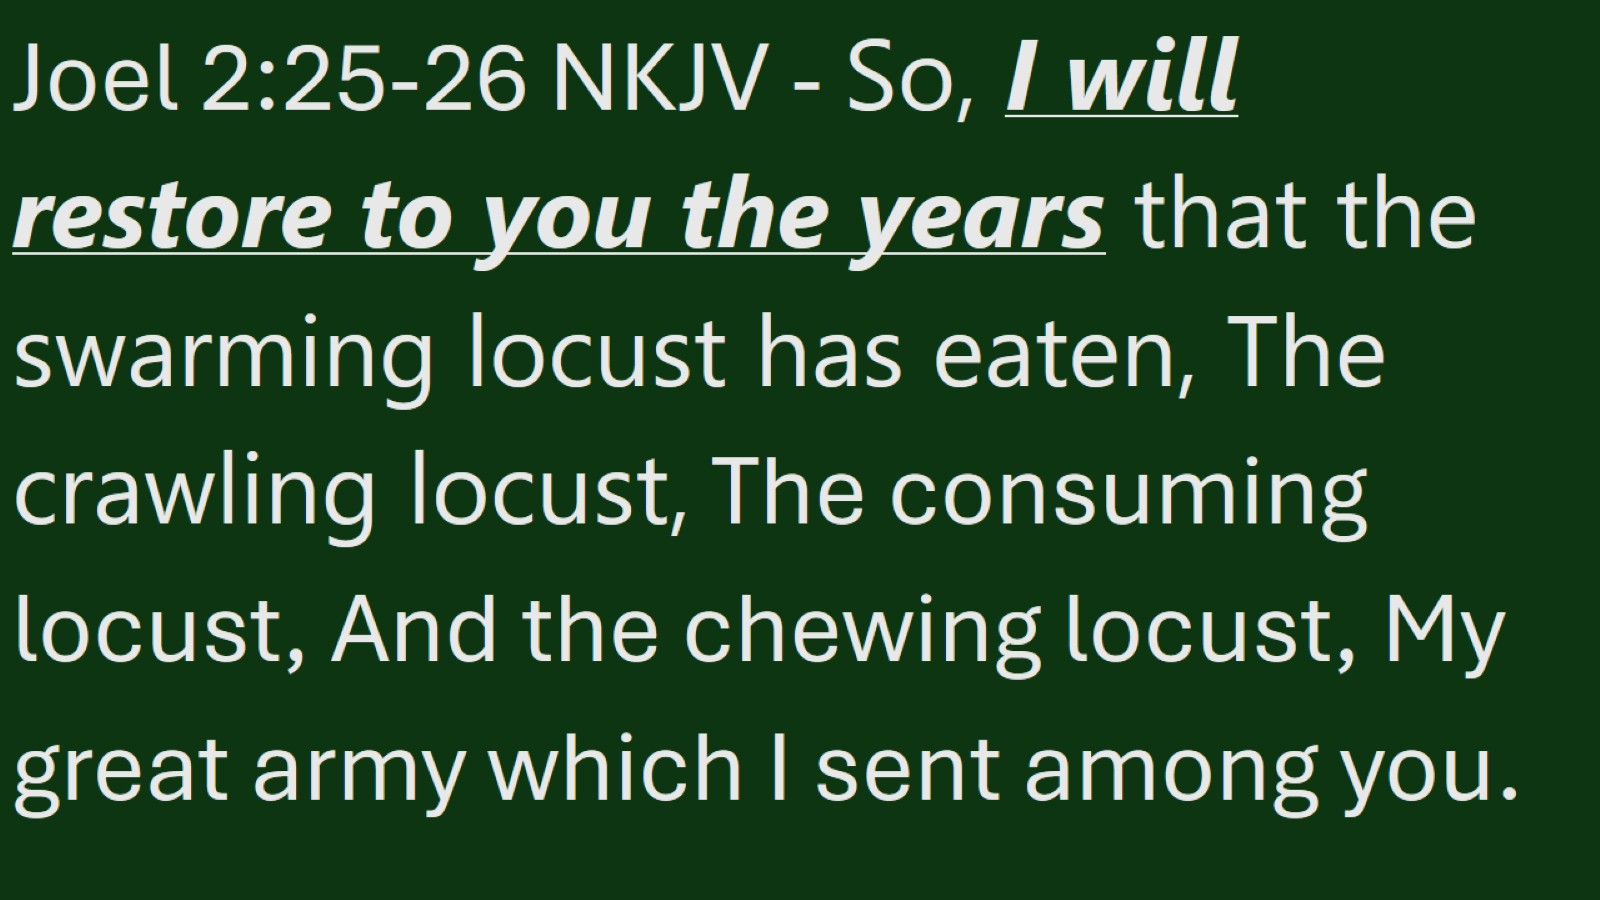 Joel 2:25-26 NKJV - So, I will
restore to you the years that the
swarming locust has eaten, The
crawling locust, The consuming
locust, And the chewing locust, My
great army which I sent among you.